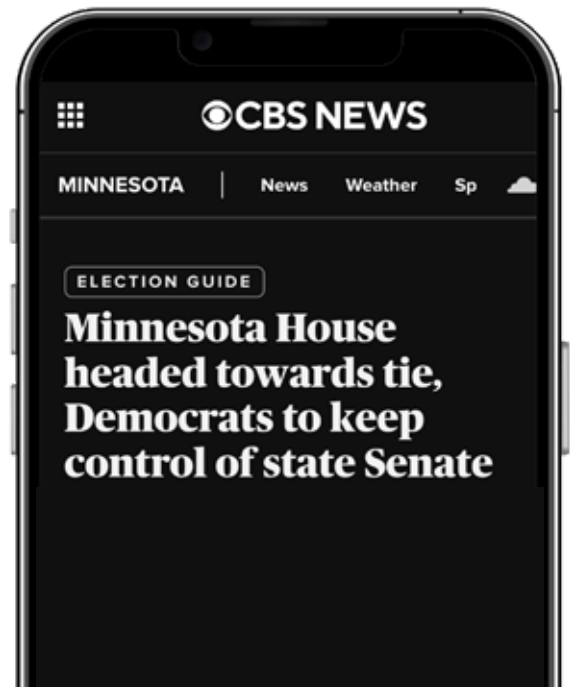 CBS NEWS
MINNESOTA | News Weather Sp
ELECTION GUIDE
Minnesota House
headed towards tie,
Democrats to keep
control of state Senate